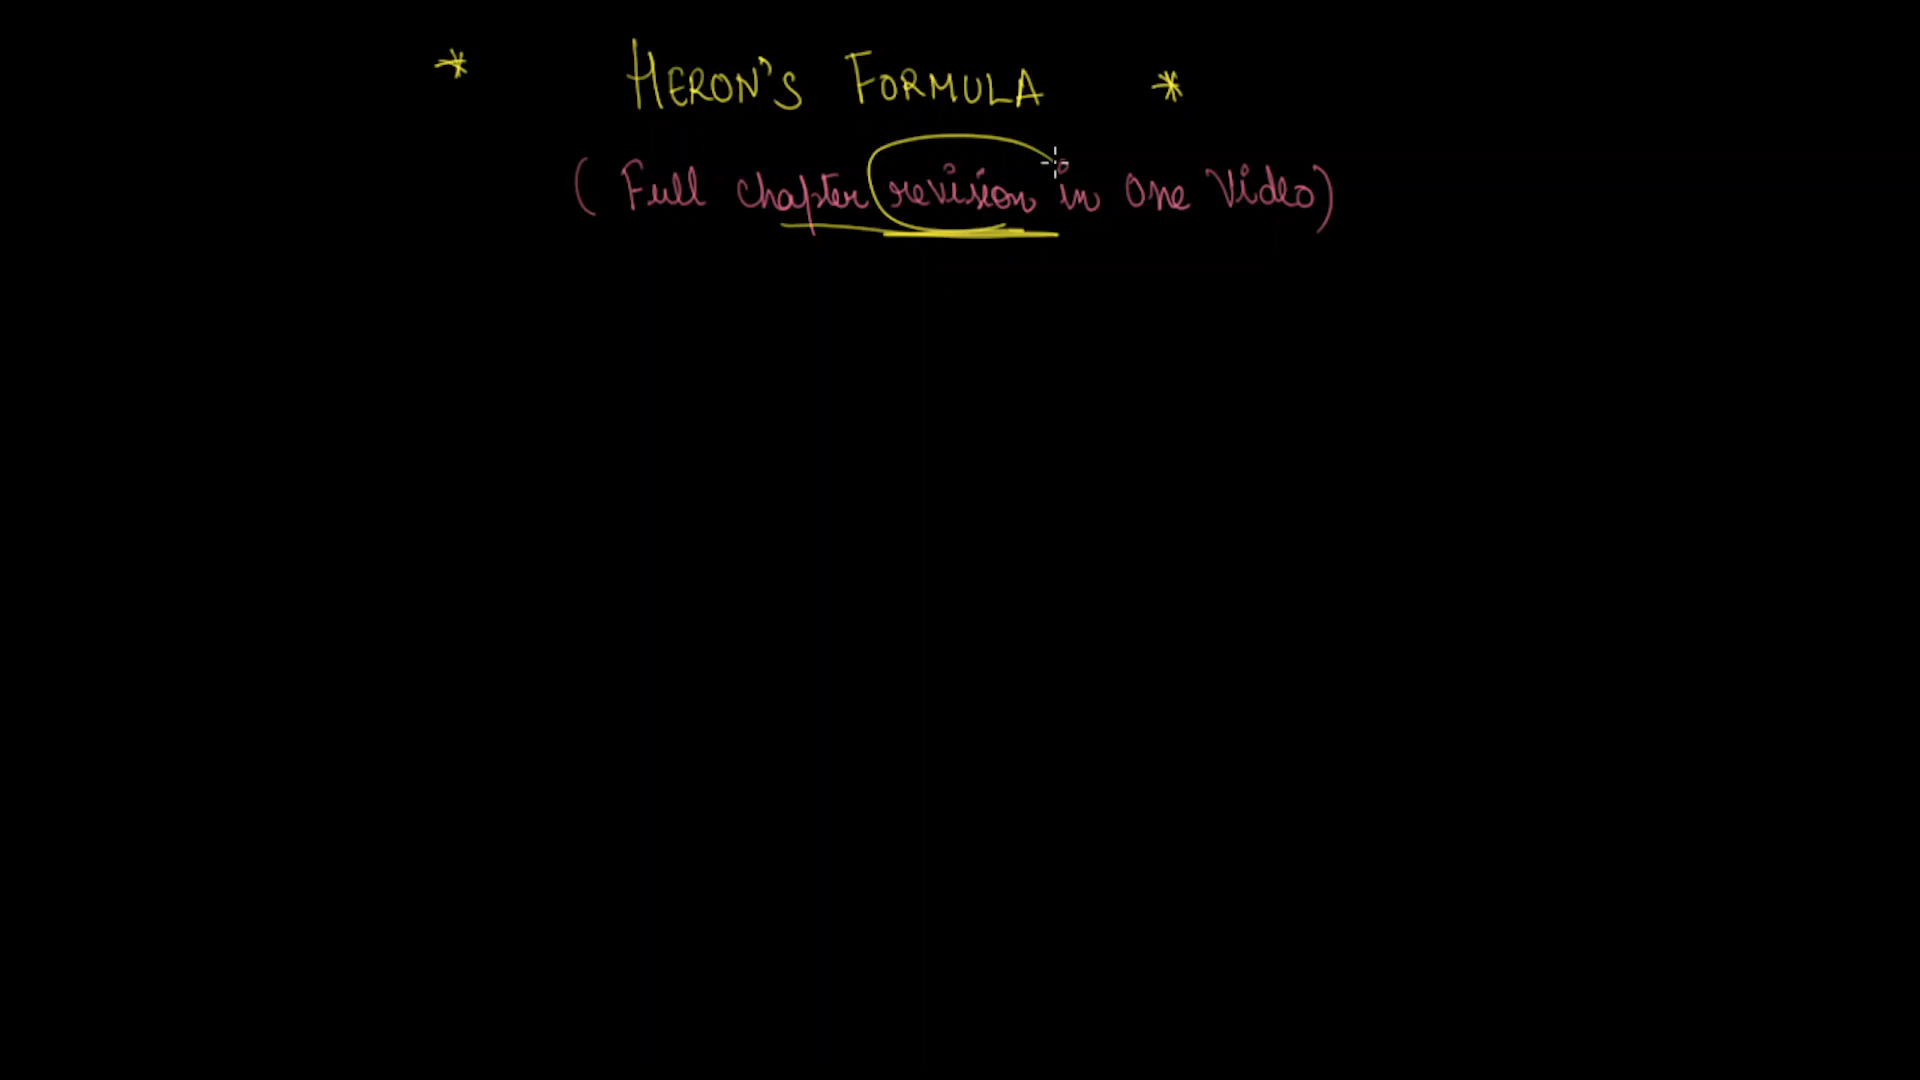 * HERON'S FORMULA *
(Full chapter revision in One Video)